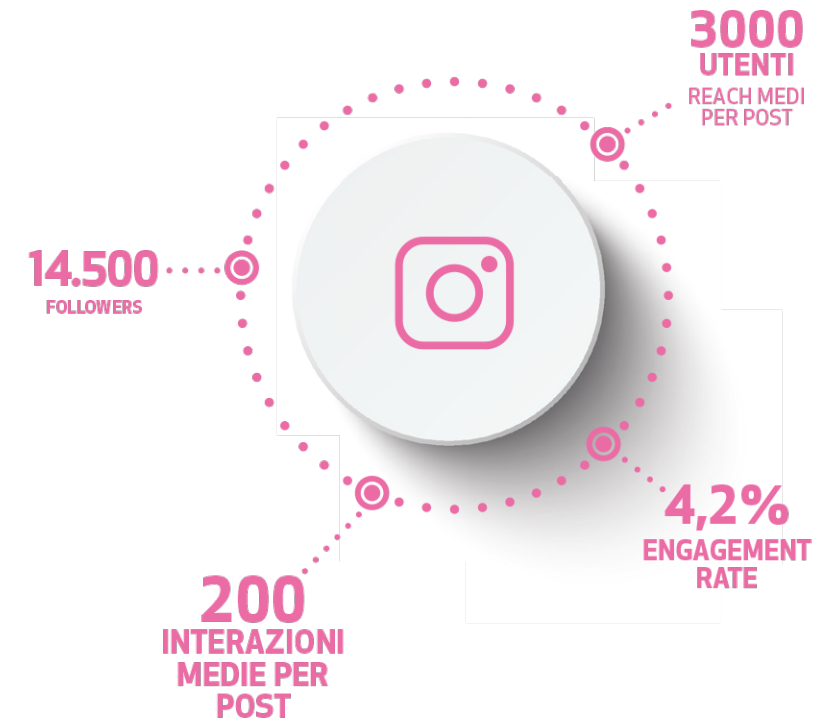 3000
UTENTI
REACH MEDI
PER POST
14.500
FOLLOWERS
4,2%
ENGAGEMENT
RATE
200
INTERAZIONI
MEDIE PER
POST